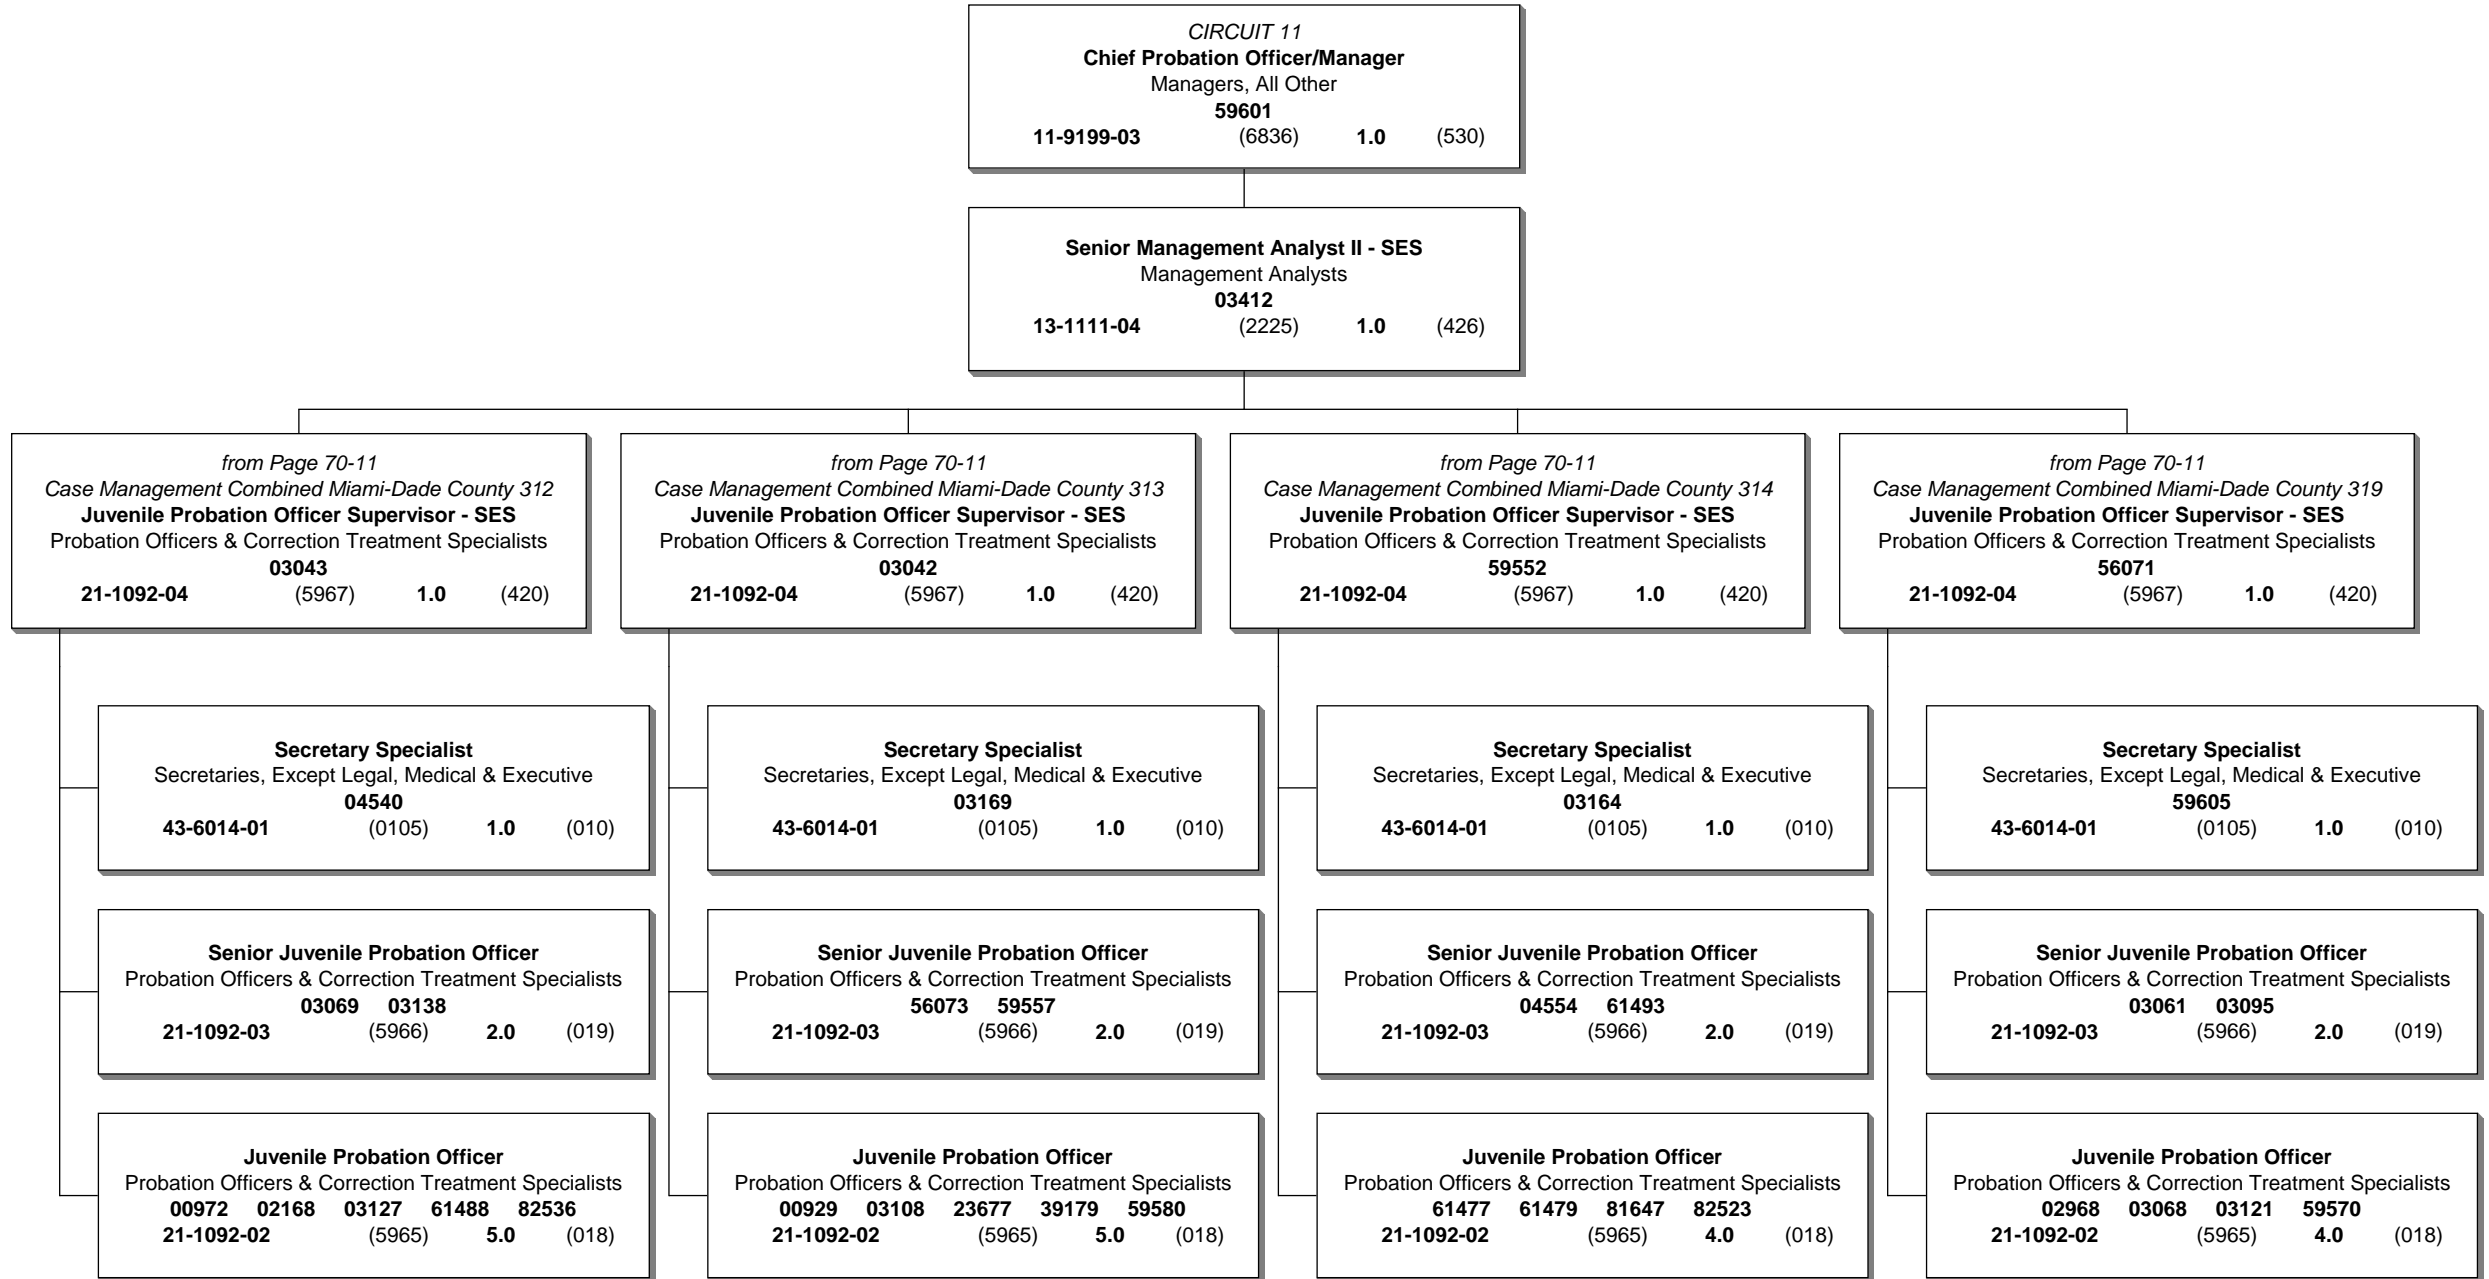 CIRCUIT 11
Chief Probation Officer/Manager
Managers, All Other
59601
11-9199-03 (6836) 1.0 (530)
Senior Management Analyst II - SES
Management Analysts
03412
13-1111-04 (2225) 1.0 (426)
from Page 70-11
Case Management Combined Miami-Dade County 312
Juvenile Probation Officer Supervisor - SES
Probation Officers & Correction Treatment Specialists
03043
21-1092-04 (5967) 1.0 (420)
Secretary Specialist
Secretaries, Except Legal, Medical & Executive
04540
43-6014-01 (0105) 1.0 (010)
Senior Juvenile Probation Officer
Probation Officers & Correction Treatment Specialists
03069 03138
21-1092-03 (5966) 2.0 (019)
Juvenile Probation Officer
Probation Officers & Correction Treatment Specialists
00972 02168 03127 61488 82536
21-1092-02 (5965) 5.0 (018)
from Page 70-11
Case Management Combined Miami-Dade County 313
Juvenile Probation Officer Supervisor - SES
Probation Officers & Correction Treatment Specialists
03042
21-1092-04 (5967) 1.0 (420)
Secretary Specialist
Secretaries, Except Legal, Medical & Executive
03169
43-6014-01 (0105) 1.0 (010)
Senior Juvenile Probation Officer
Probation Officers & Correction Treatment Specialists
56073 59557
21-1092-03 (5966) 2.0 (019)
Juvenile Probation Officer
Probation Officers & Correction Treatment Specialists
00929 03108 23677 39179 59580
21-1092-02 (5965) 5.0 (018)
from Page 70-11
Case Management Combined Miami-Dade County 314
Juvenile Probation Officer Supervisor - SES
Probation Officers & Correction Treatment Specialists
59552
21-1092-04 (5967) 1.0 (420)
Secretary Specialist
Secretaries, Except Legal, Medical & Executive
03164
43-6014-01 (0105) 1.0 (010)
Senior Juvenile Probation Officer
Probation Officers & Correction Treatment Specialists
04554 61493
21-1092-03 (5966) 2.0 (019)
Juvenile Probation Officer
Probation Officers & Correction Treatment Specialists
61477 61479 81647 82523
21-1092-02 (5965) 4.0 (018)
from Page 70-11
Case Management Combined Miami-Dade County 319
Juvenile Probation Officer Supervisor - SES
Probation Officers & Correction Treatment Specialists
56071
21-1092-04 (5967) 1.0 (420)
Secretary Specialist
Secretaries, Except Legal, Medical & Executive
59605
43-6014-01 (0105) 1.0 (010)
Senior Juvenile Probation Officer
Probation Officers & Correction Treatment Specialists
03061 03095
21-1092-03 (5966) 2.0 (019)
Juvenile Probation Officer
Probation Officers & Correction Treatment Specialists
02968 03068 03121 59570
21-1092-02 (5965) 4.0 (018)